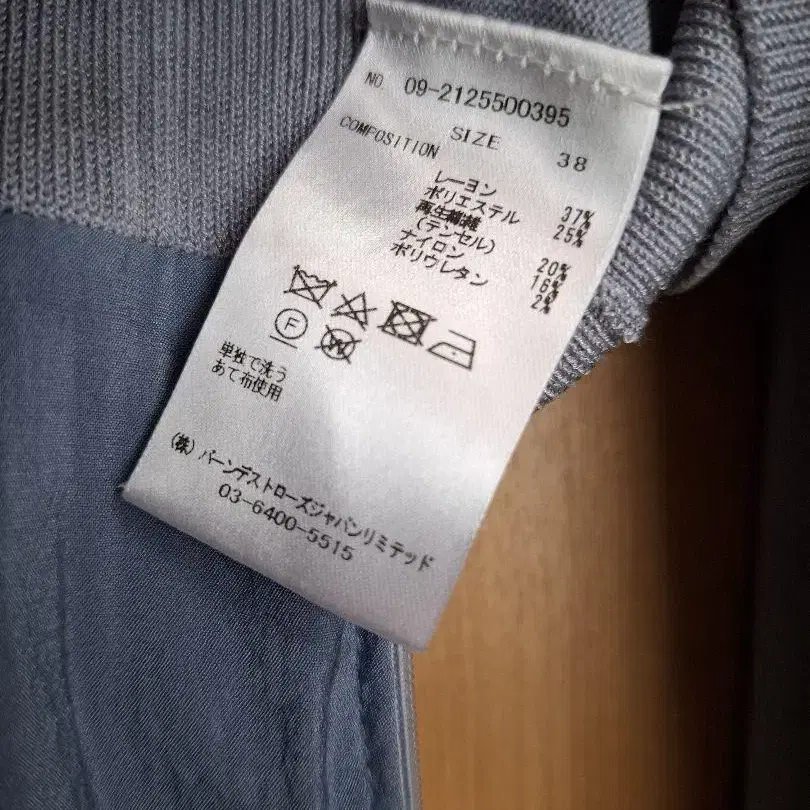 NO. 09-2125500395
SIZE 38
COMPOSITION
レーヨン 37%
ポリエステル 25%
再生繊維
(テンセル) 20%
ナイロン 16%
ポリウレタン 2%
F W
単独で洗う
あて布使用
(株)バーンデストローズジャパンリミテッド
03-6400-5515